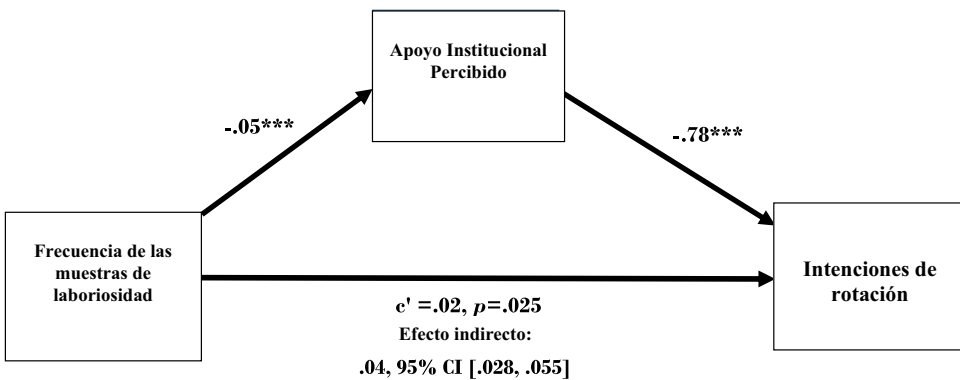 Apoyo Institucional
Percibido
-.05***
-.78***
Frecuencia de las
muestras de
laboriosidad
Intenciones de
rotación
c' =.02, p=.025
Efecto indirecto:
.04, 95% CI [.028, .055]